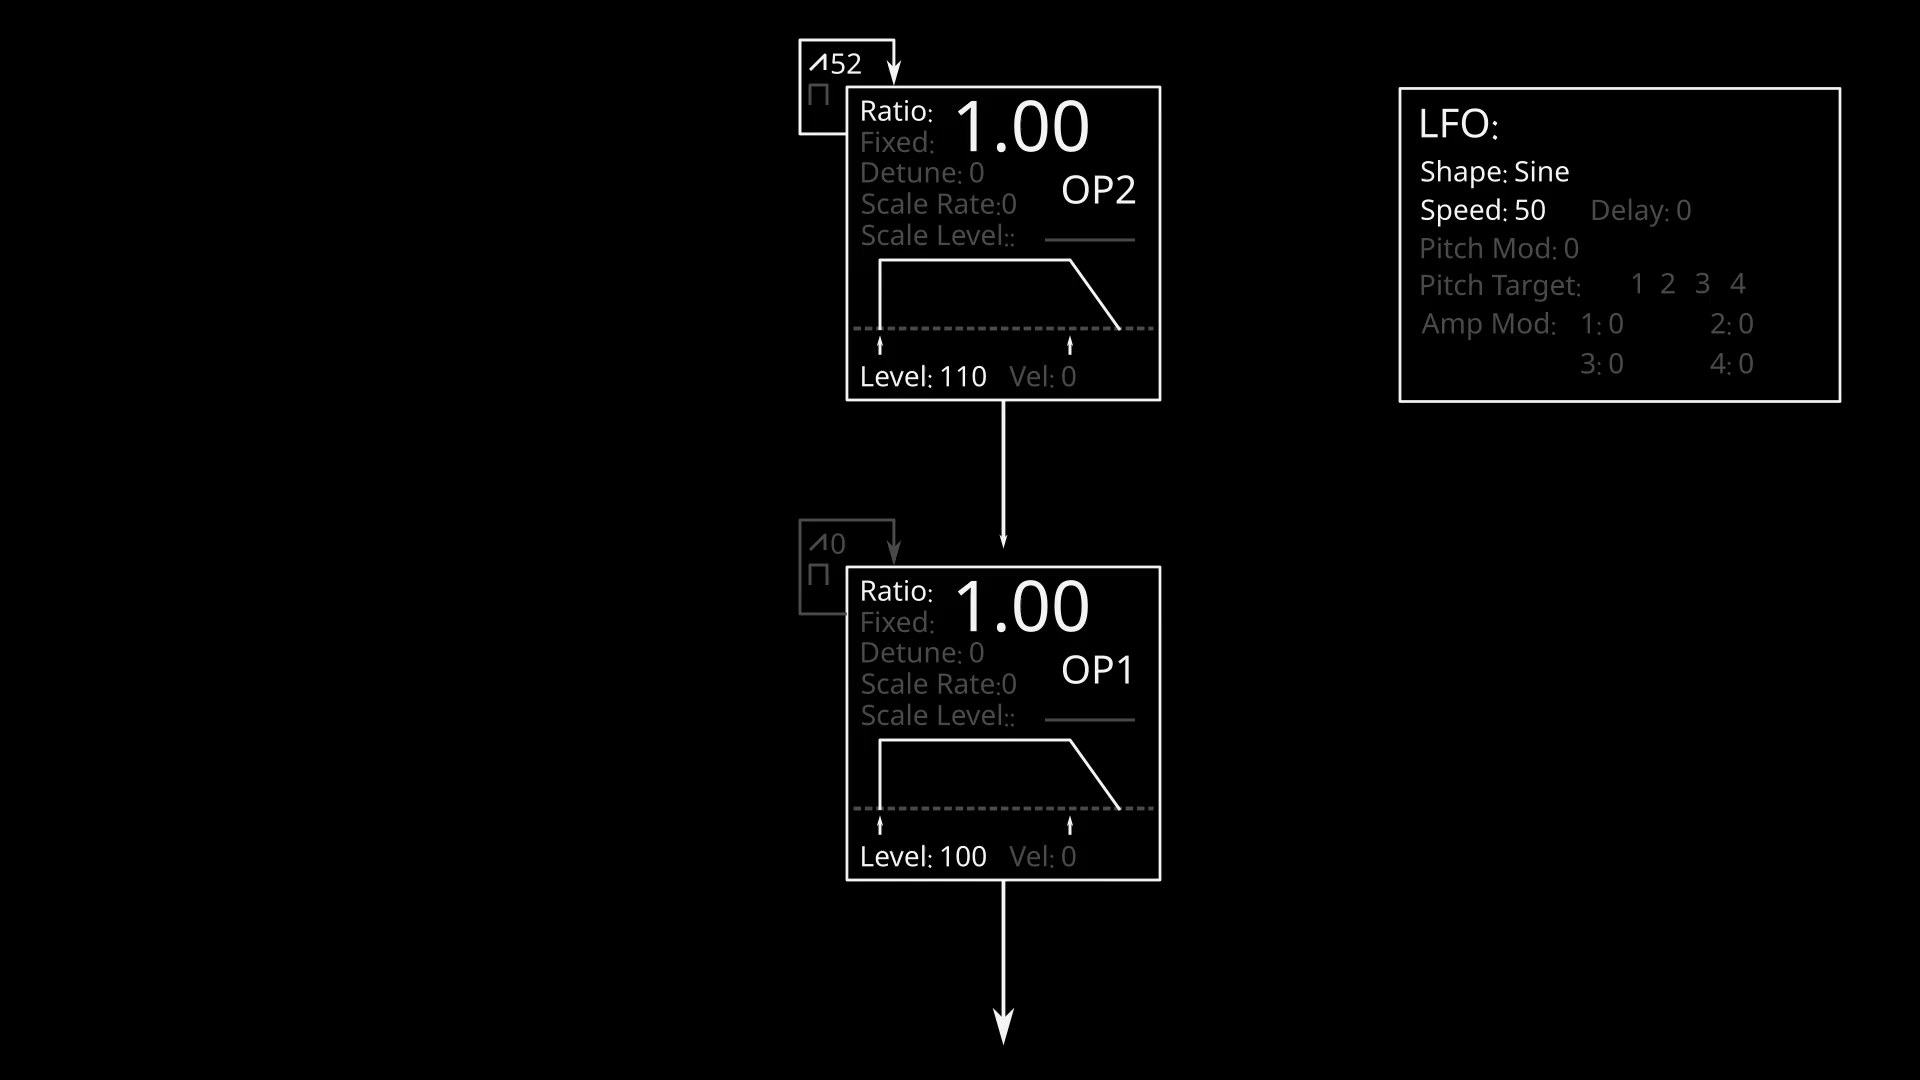 52
Ratio: 1.00
Fixed:
Detune: 0
OP2
Scale Rate:0
Scale Level::
Level: 110 Vel: 0
0
Ratio: 1.00
Fixed:
Detune: 0
OP1
Scale Rate:0
Scale Level::
Level: 100 Vel: 0
LFO:
Shape: Sine
Speed: 50 Delay: 0
Pitch Mod: 0
Pitch Target: 1 2 3 4
Amp Mod: 1: 0 2: 0
3: 0 4: 0